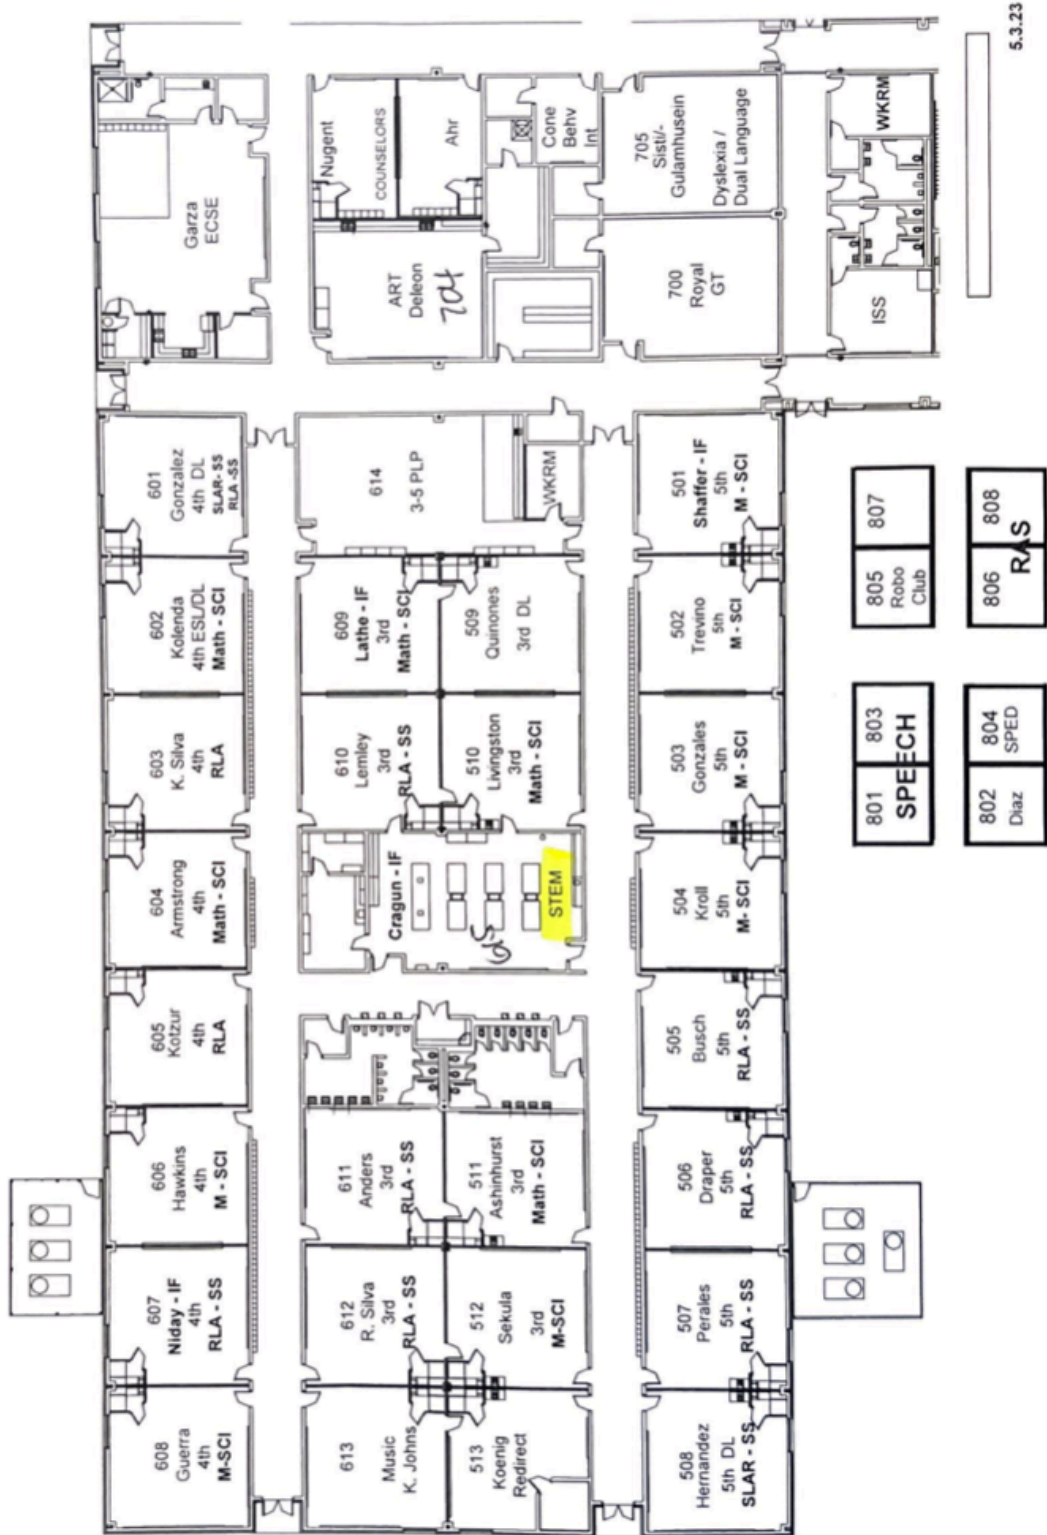 5.3.23
Garza
ECSE
Nugent
COUNSELORS
Ahr
ART
Deleon
704
Cone
Behv
Int
705
Sisti/-
Gulamhusein
Dyslexia /
Dual Language
700
Royal
GT
WKRM
ISS
601
Gonzalez
4th DL
SLAR- SS
RLA -SS
614
3-5 PLP
WKRM
501
Shaffer - IF
5th
M - SCI
602
Kolenda
4th ESL/DL
Math - SCI
609
Lathe - IF
3rd
Math - SCI
509
Quinones
3rd DL
502
Trevino
5th
M - SCI
603
K. Silva
4th
RLA
610
Lemley
3rd
RLA - SS
510
Livingston
3rd
Math - SCI
503
Gonzales
5th
M - SCI
604
Armstrong
4th
Math - SCI
Cragun - IF
615
STEM
504
Kroll
5th
M- SCI
605
Kotzur
4th
RLA
505
Busch
5th
RLA - SS
606
Hawkins
4th
M - SCI
611
Anders
3rd
RLA - SS
511
Ashinhurst
3rd
Math - SCI
506
Draper
5th
RLA - SS
607
Niday - IF
4th
RLA - SS
612
R. Silva
3rd
RLA - SS
512
Sekula
3rd
M-SCI
507
Perales
5th
RLA - SS
608
Guerra
4th
M-SCI
613
Music
K. Johns
513
Koenig
Redirect
508
Hernandez
5th DL
SLAR - SS
801 803
SPEECH
805 807
Robo
Club
802 804
Diaz SPED
806 808
RAS